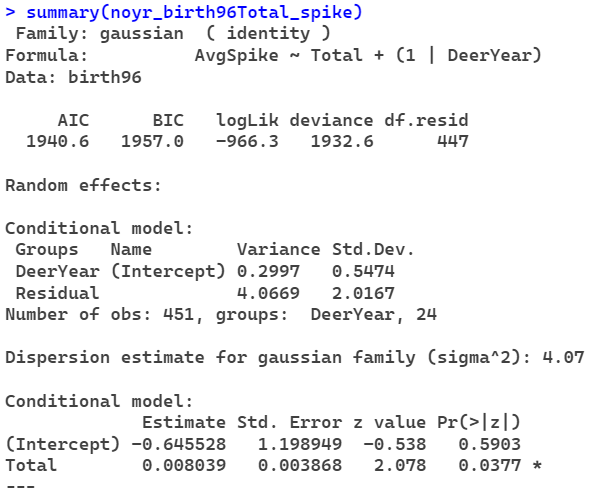 > summary(noyr_birth96Total_spike)
 Family: gaussian  ( identity )
Formula:          AvgSpike ~ Total + (1 | DeerYear)
Data: birth96

     AIC      BIC   logLik deviance df.resid
  1940.6   1957.0   -966.3   1932.6      447

Random effects:

Conditional model:
 Groups   Name        Variance Std.Dev.
 DeerYear (Intercept) 0.2997   0.5474
 Residual             4.0669   2.0167
Number of obs: 451, groups:  DeerYear, 24

Dispersion estimate for gaussian family (sigma^2): 4.07

Conditional model:
             Estimate Std. Error z value Pr(>|z|)
(Intercept) -0.645528   1.198949  -0.538   0.5903
Total        0.008039   0.003868   2.078   0.0377 *
---